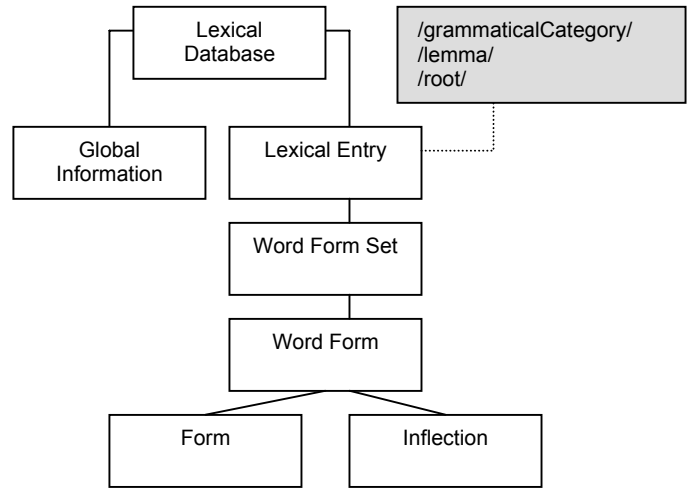 Lexical
Database
/grammaticalCategory/
/lemma/
/root/
Global
Information
Lexical Entry
Word Form Set
Word Form
Form
Inflection